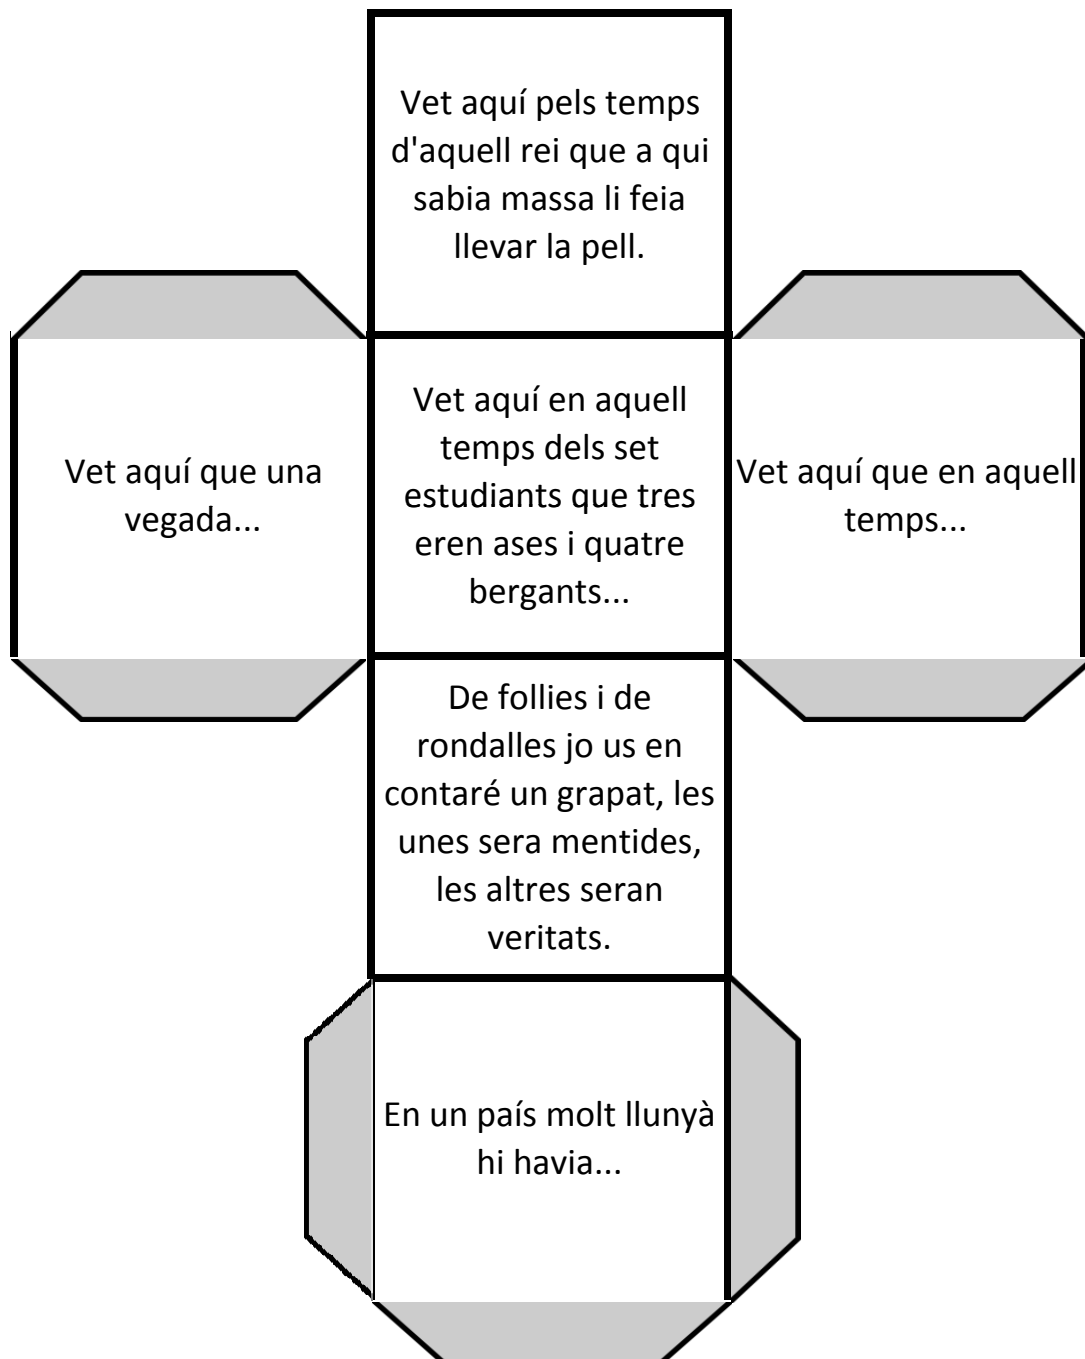 Vet aquí pels temps
d'aquell rei que a qui
sabia massa li feia
llevar la pell.
Vet aquí que una
vegada...
Vet aquí en aquell
temps dels set
estudiants que tres
eren ases i quatre
bergants...
Vet aquí que en aquell
temps...
De follies i de
rondalles jo us en
contaré un grapat, les
unes sera mentides,
les altres seran
veritats.
En un país molt llunyà
hi havia...